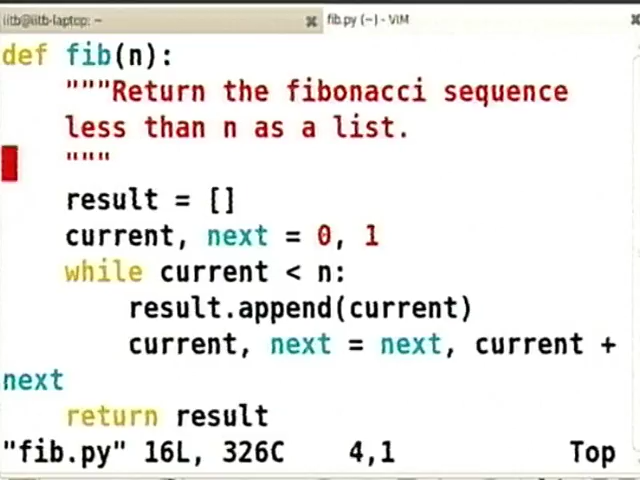 iitb@iitb-laptop: ~
fib.py (~) - VIM
def fib(n):
"""Return the fibonacci sequence
less than n as a list.
"""
result = []
current, next = 0, 1
while current < n:
result.append(current)
current, next = next, current +
next
return result
"fib.py" 16L, 326C 4,1 Top